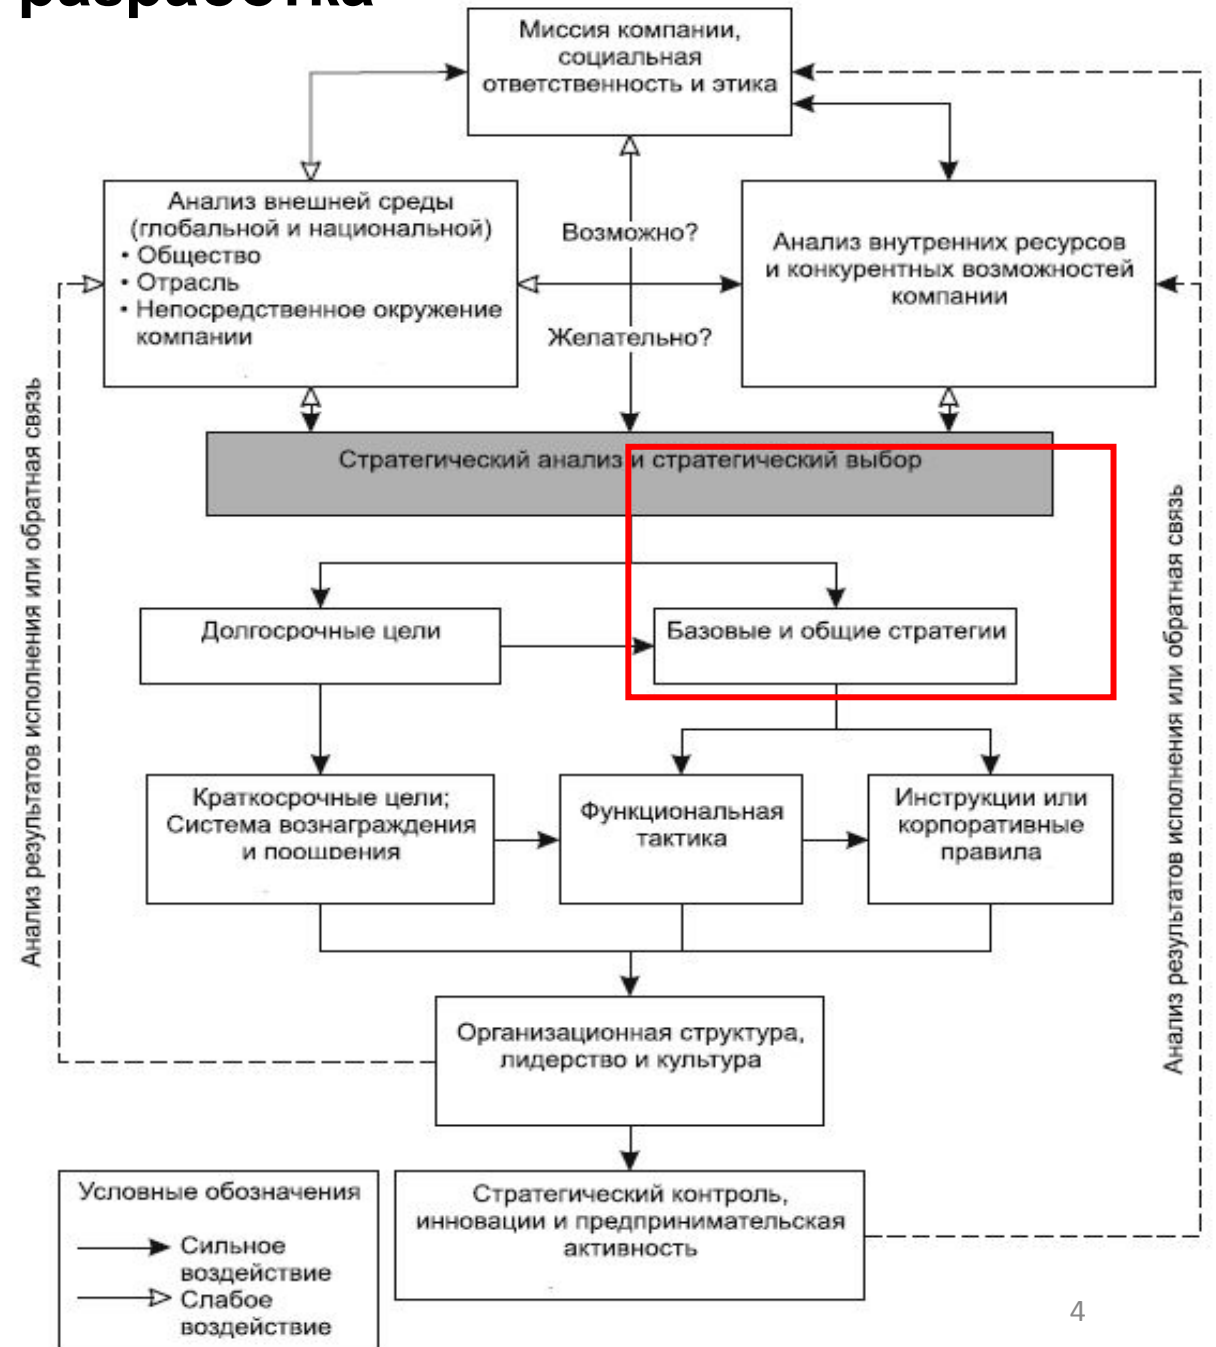 разработка
Миссия компании,
социальная
ответственность и этика
Анализ внешней среды
(глобальной и национальной)
• Общество
• Отрасль
• Непосредственное окружение
компании
Возможно?
Желательно?
Анализ внутренних ресурсов
и конкурентных возможностей
компании
Стратегический анализ и стратегический выбор
Долгосрочные цели
Базовые и общие стратегии
Краткосрочные цели;
Система вознаграждения
и поощрения
Функциональная
тактика
Инструкции или
корпоративные
правила
Организационная структура,
лидерство и культура
Стратегический контроль,
инновации и предпринимательская
активность
Анализ результатов исполнения или обратная связь
Анализ результатов исполнения или обратная связь
Условные обозначения
Сильное
воздействие
Слабое
воздействие
4